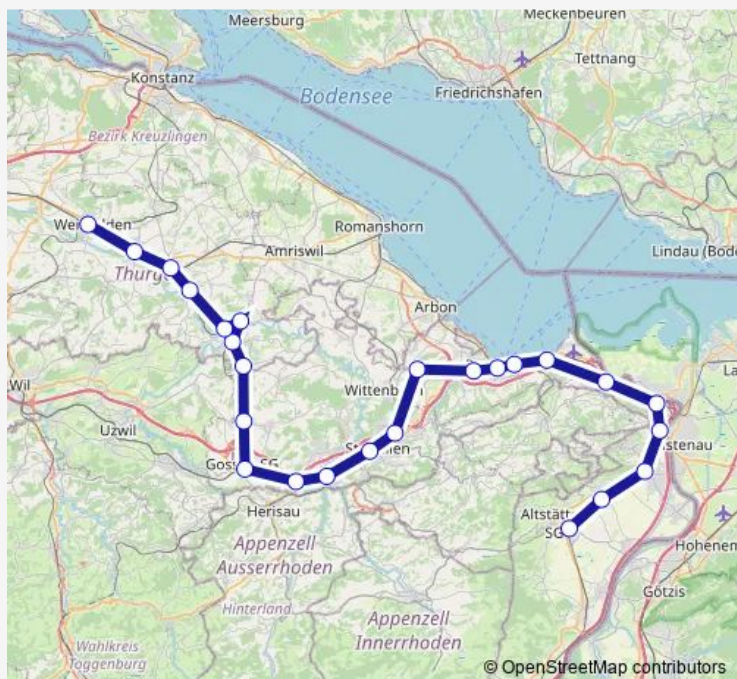 Meersburg
Meckenbeuren
Tettnang
Konstanz
Bodensee
Friedrichshafen
Bezirk Kreuzlingen
Romanshorn
Amriswil
Lindau (Bode
Arbon
Wil
Uzwil
Herisau
Altstätt
SG
Appenzell
Ausserrhoden
Hohenem
Götzis
Hinterland
Appenzell
Innerrhoden
Wahlkreis
Toggenburg
© OpenStreetMap contributors